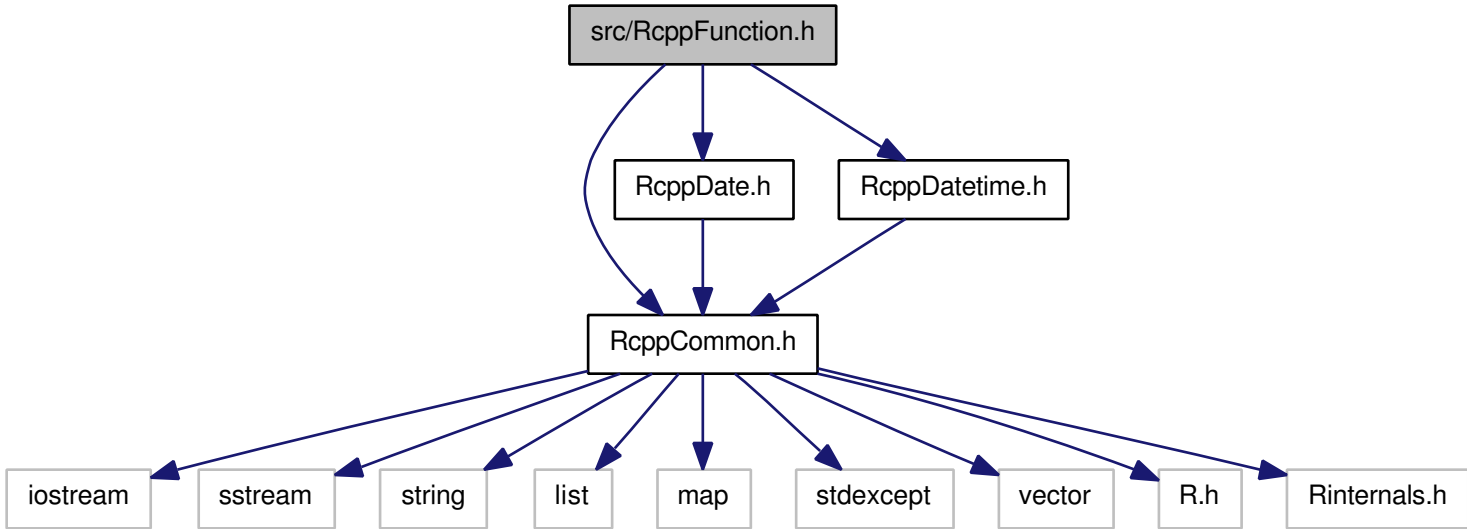 src/RcppFunction.h
RcppDate.h
RcppDatetime.h
RcppCommon.h
iostream
sstream
string
list
map
stdexcept
vector
R.h
Rinternals.h